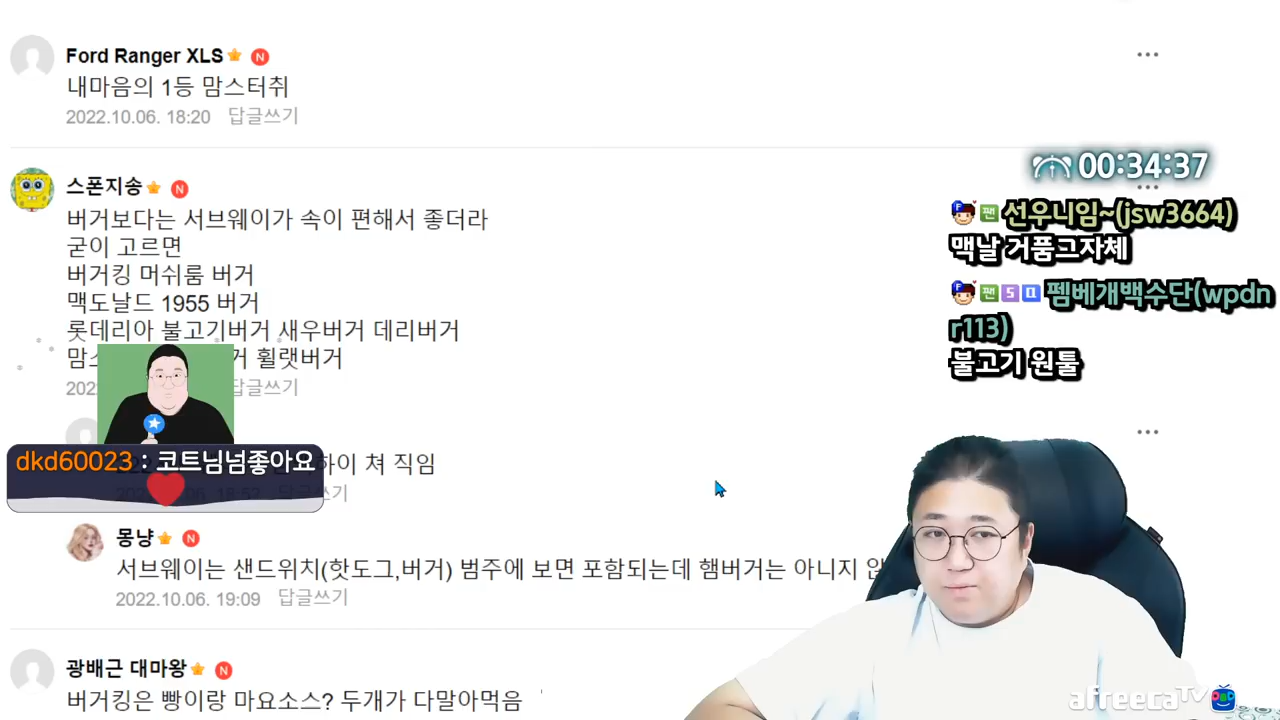 Ford Ranger XLS N
내마음의 1등 맘스터취
2022.10.06. 18:20 답글쓰기
스폰지송 N
버거보다는 서브웨이가 속이 편해서 좋더라
굳이 고르면
버거킹 머쉬룸 버거
맥도날드 1955 버거
롯데리아 불고기버거 새우버거 데리버거
휠랫버거
답글쓰기
하이 쳐 직임
dkd60023 : 코트님넘좋아요
몽냥 N
서브웨이는 샌드위치(핫도그,버거) 범주에 보면 포함되는데 햄버거는 아니지
2022.10.06. 19:09 답글쓰기
광배근 대마왕 N
버거킹은 빵이랑 마요소스? 두개가 다말아먹음
00:34:37
F 팬 선우니임~(jsw3664)
맥날 거품그자체
F 팬 S Q 펨베개백수단(wpdn
r113)
불고기 원툴
afreecaTV